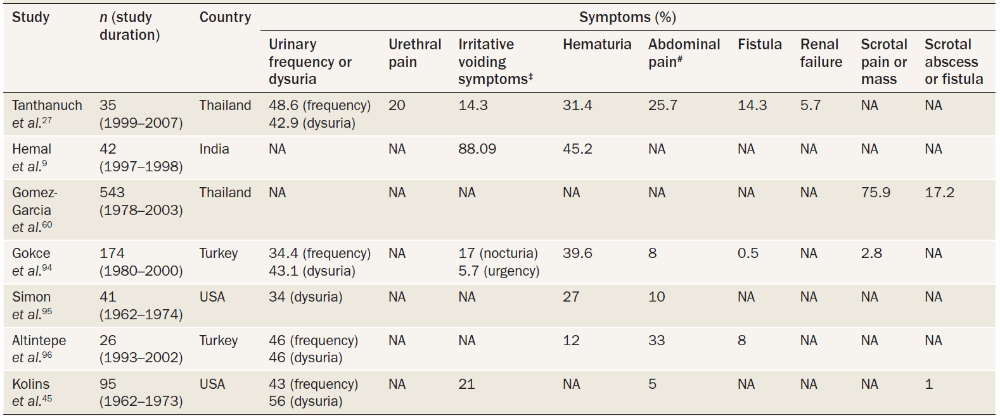 Study n (study duration) Country Symptoms (%)
Urinary frequency or dysuria Urethral pain Irritative voiding symptoms‡ Hematuria Abdominal pain# Fistula Renal failure Scrotal pain or mass Scrotal abscess or fistula
Tanthanuch 35 Thailand 48.6 (frequency) 20 14.3 31.4 25.7 14.3 5.7 NA NA
et al.27 (1999–2007) 42.9 (dysuria)
Hemal 42 India NA NA 88.09 45.2 NA NA NA NA NA
et al.9 (1997–1998)
Gomez- 543 Thailand NA NA NA NA NA NA NA 75.9 17.2
Garcia (1978–2003)
et al.60
Gokce 174 Turkey 34.4 (frequency) NA 17 (nocturia) 39.6 8 0.5 NA 2.8 NA
et al.94 (1980–2000) 43.1 (dysuria) 5.7 (urgency)
Simon 41 USA 34 (dysuria) NA NA 27 10 NA NA NA NA
et al.95 (1962–1974)
Altintepe 26 Turkey 46 (frequency) NA NA 12 33 8 NA NA NA
et al.96 (1993–2002) 46 (dysuria)
Kolins 95 USA 43 (frequency) NA 21 NA 5 NA NA NA 1
et al.45 (1962–1973) 56 (dysuria)